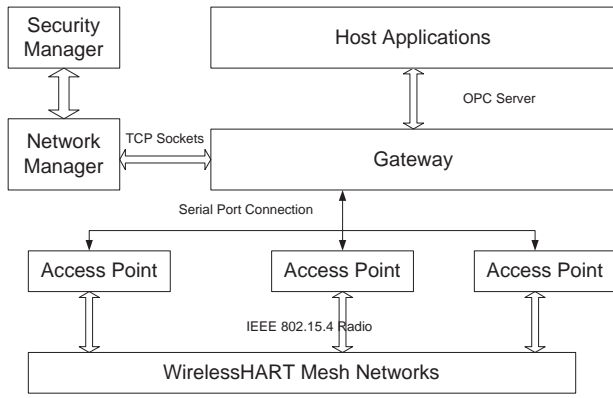 Security
Manager
Host Applications
OPC Server
Network
Manager
TCP Sockets
Gateway
Serial Port Connection
Access Point
Access Point
Access Point
IEEE 802.15.4 Radio
WirelessHART Mesh Networks